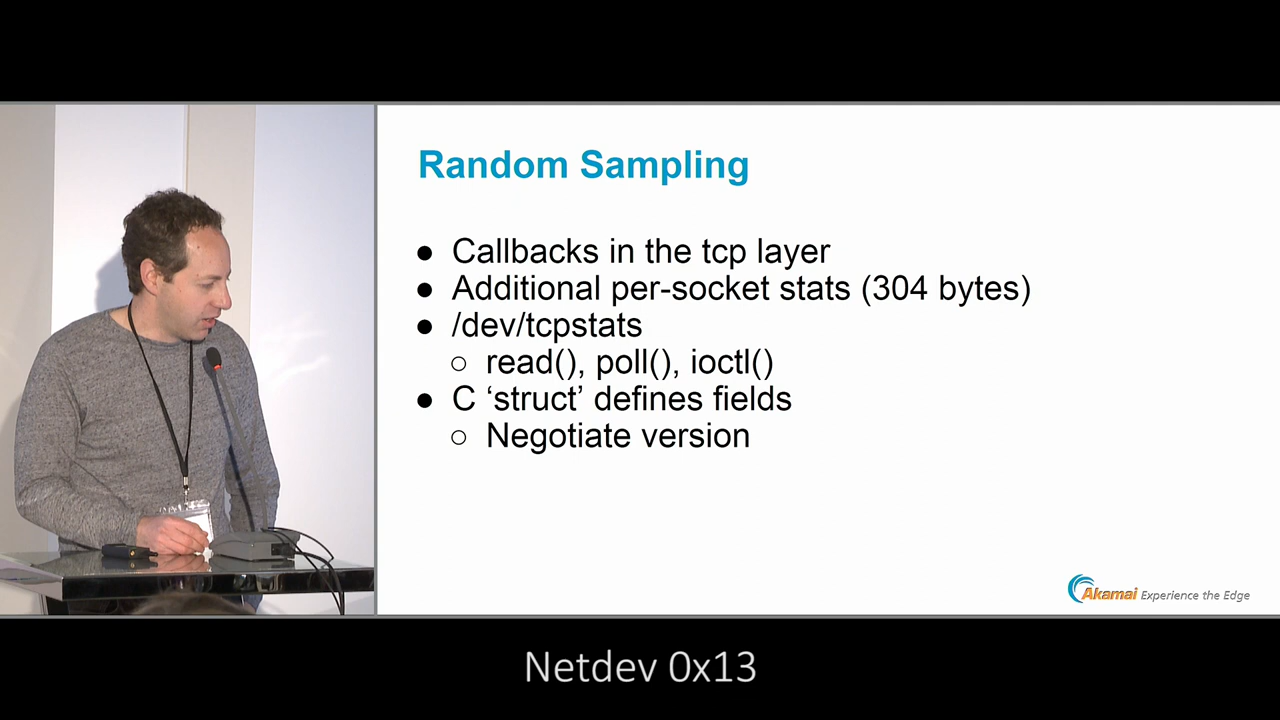 Random Sampling
● Callbacks in the tcp layer
● Additional per-socket stats (304 bytes)
● /dev/tcpstats
○ read(), poll(), ioctl()
● C ‘struct’ defines fields
○ Negotiate version
Akamai Experience the Edge
Netdev 0x13